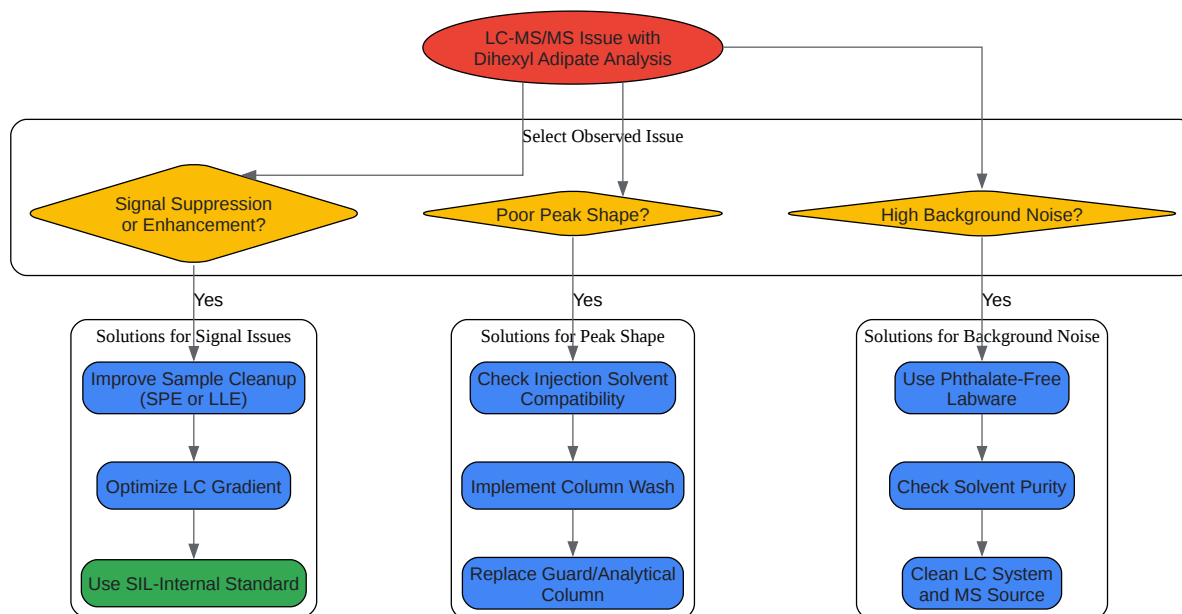 LC-MS/MS Issue with
Dihexyl Adipate Analysis
Select Observed Issue
Signal Suppression
or Enhancement?
Poor Peak Shape?
High Background Noise?
Yes
Yes
Yes
Solutions for Signal Issues
Improve Sample Cleanup
(SPE or LLE)
Optimize LC Gradient
Use SIL-Internal Standard
Solutions for Peak Shape
Check Injection Solvent
Compatibility
Implement Column Wash
Replace Guard/Analytical
Column
Solutions for Background Noise
Use Phthalate-Free
Labware
Check Solvent Purity
Clean LC System
and MS Source